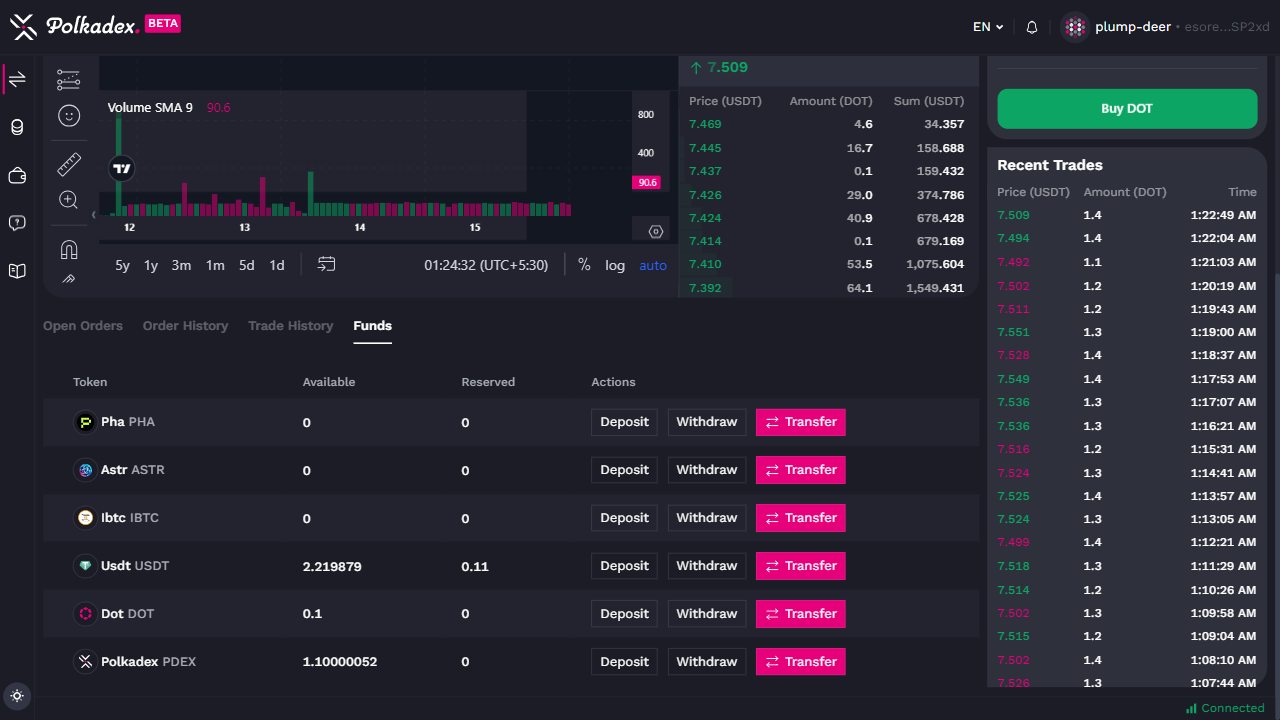 Polkadex. BETA
EN
plump-deer • esore...SP2xd
Volume SMA 9 90.6
800
400
90.6
12 13 14 15
5y 1y 3m 1m 5d 1d
01:24:32 (UTC+5:30) % log auto
7.509
Price (USDT) Amount (DOT) Sum (USDT)
7.469 4.6 34.357
7.445 16.7 158.688
7.437 0.1 159.432
7.426 29.0 374.786
7.424 40.9 678.428
7.414 0.1 679.169
7.410 53.5 1,075.604
7.392 64.1 1,549.431
Buy DOT
Recent Trades
Price (USDT) Amount (DOT) Time
7.509 1.4 1:22:49 AM
7.494 1.4 1:22:04 AM
7.492 1.1 1:21:03 AM
7.502 1.2 1:20:19 AM
7.511 1.2 1:19:43 AM
7.551 1.3 1:19:00 AM
7.528 1.4 1:18:37 AM
7.549 1.4 1:17:53 AM
7.536 1.3 1:17:07 AM
7.536 1.3 1:16:21 AM
7.516 1.2 1:15:31 AM
7.524 1.3 1:14:41 AM
7.525 1.4 1:13:57 AM
7.524 1.3 1:13:05 AM
7.499 1.4 1:12:21 AM
7.518 1.3 1:11:29 AM
7.514 1.2 1:10:26 AM
7.502 1.3 1:09:58 AM
7.515 1.2 1:09:04 AM
7.502 1.4 1:08:10 AM
7.526 1.3 1:07:44 AM
Open Orders Order History Trade History Funds
Token Available Reserved Actions
Pha PHA 0 0 Deposit Withdraw Transfer
Astr ASTR 0 0 Deposit Withdraw Transfer
Ibtc IBTC 0 0 Deposit Withdraw Transfer
Usdt USDT 2.219879 0.11 Deposit Withdraw Transfer
Dot DOT 0.1 0 Deposit Withdraw Transfer
Polkadex PDEX 1.10000052 0 Deposit Withdraw Transfer
Connected